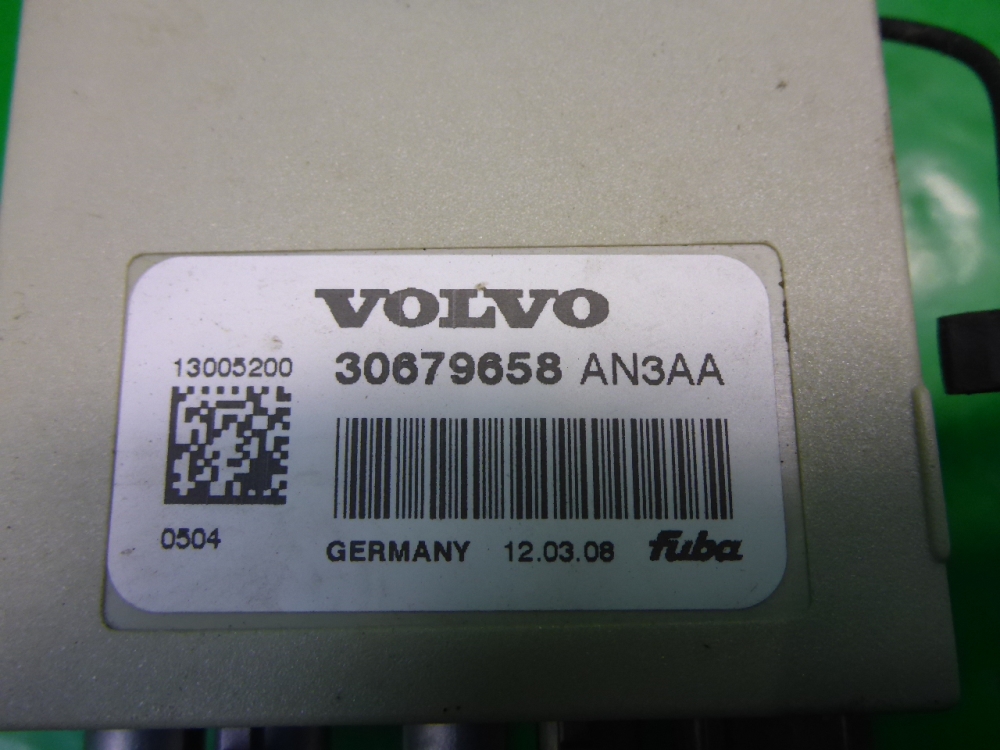 VOLVO
13005200 30679658 AN3AA
0504
GERMANY 12.03.08 fuba